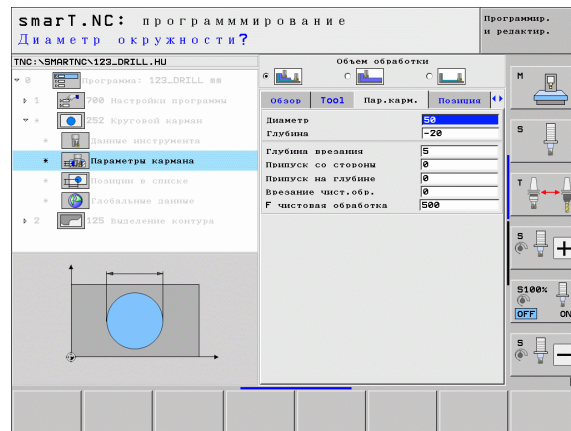 smarT.NC: программмирование
Программир.
и редактир.
Диаметр окружности?
TNC:\SMARTNC\123_DRILL.HU
0 Программа: 123_DRILL mm
1 700 Настройки программы
* 252 Круговой карман
* Данные инструмента
* Параметры кармана
* Позиции в списке
* Глобальные данные
2 125 Выделение контура
Объем обработки
Обзор Tool Пар.карм. Позиция
Диаметр 50
Глубина -20
Глубина врезания 5
Припуск со стороны 0
Припуск на глубине 0
Врезание чист.обр. 0
F чистовая обработка 500
M
S
T
S
S100%
OFF ON
S